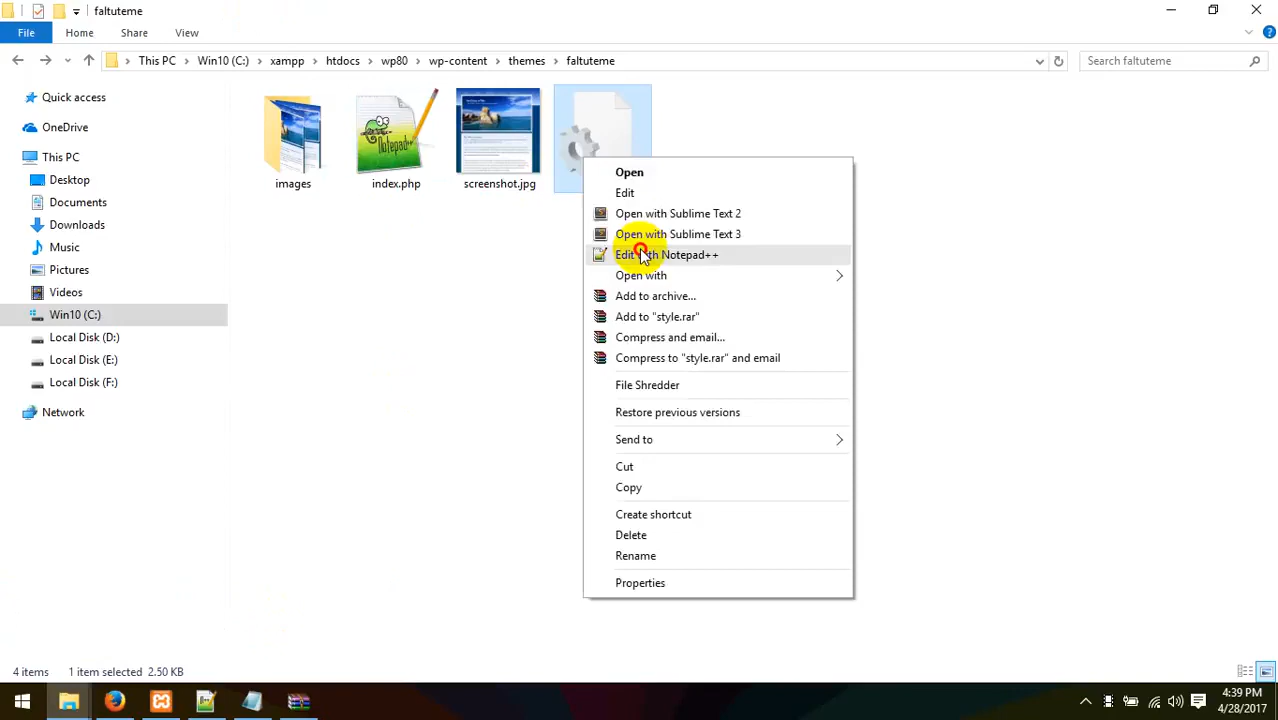 faltuteme
File
Home
Share
View
This PC
Win10 (C:)
xampp
htdocs
wp80
wp-content
themes
faltuteme
Search faltuteme
Quick access
OneDrive
This PC
Desktop
Documents
Downloads
Music
Pictures
Videos
Win10 (C:)
Local Disk (D:)
Local Disk (E:)
Local Disk (F:)
Network
Notepad++
images
index.php
screenshot.jpg
Open
Edit
Open with Sublime Text 2
Open with Sublime Text 3
Edit with Notepad++
Open with
Add to archive...
Add to "style.rar"
Compress and email...
Compress to "style.rar" and email
File Shredder
Restore previous versions
Send to
Cut
Copy
Create shortcut
Delete
Rename
Properties
4 items
1 item selected 2.50 KB
4:39 PM
4/28/2017